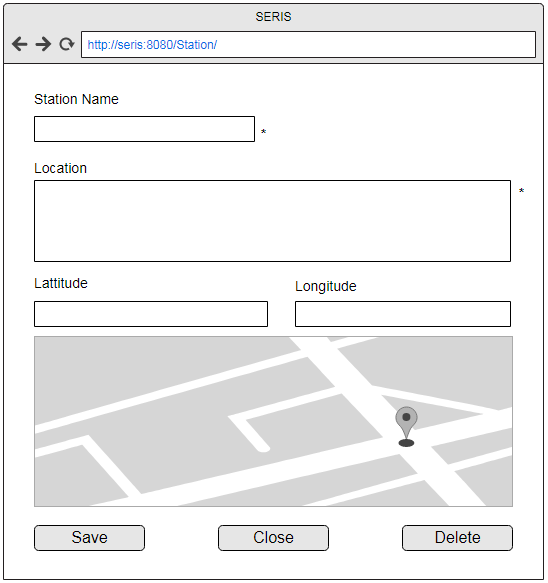 SERIS
http://seris:8080/Station/
Station Name
*
Location
*
Lattitude
Longitude
Save
Close
Delete